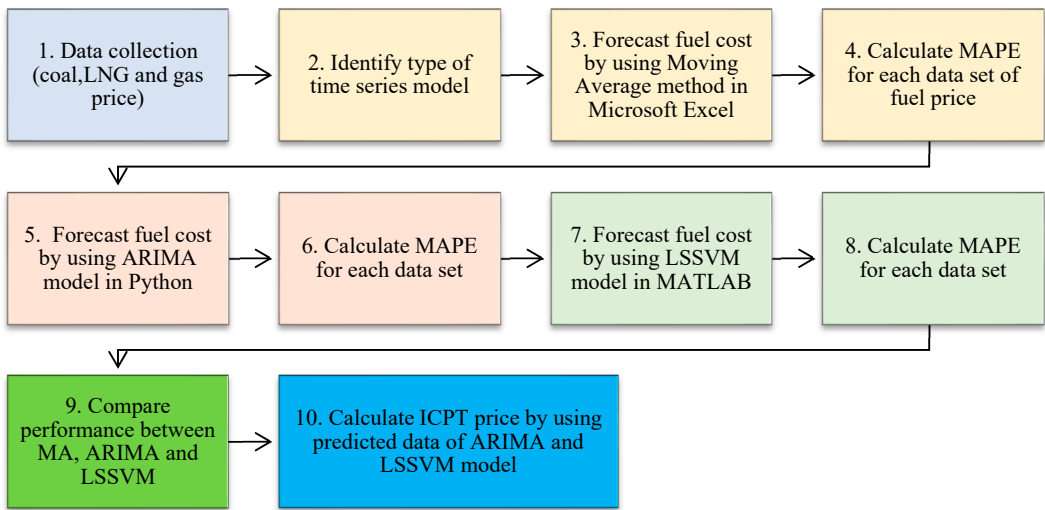 1. Data collection
(coal,LNG and gas
price)
2. Identify type of
time series model
3. Forecast fuel cost
by using Moving
Average method in
Microsoft Excel
4. Calculate MAPE
for each data set of
fuel price
5. Forecast fuel cost
by using ARIMA
model in Python
6. Calculate MAPE
for each data set
7. Forecast fuel cost
by using LSSVM
model in MATLAB
8. Calculate MAPE
for each data set
9. Compare
performance between
MA, ARIMA and
LSSVM
10. Calculate ICPT price by using
predicted data of ARIMA and
LSSVM model